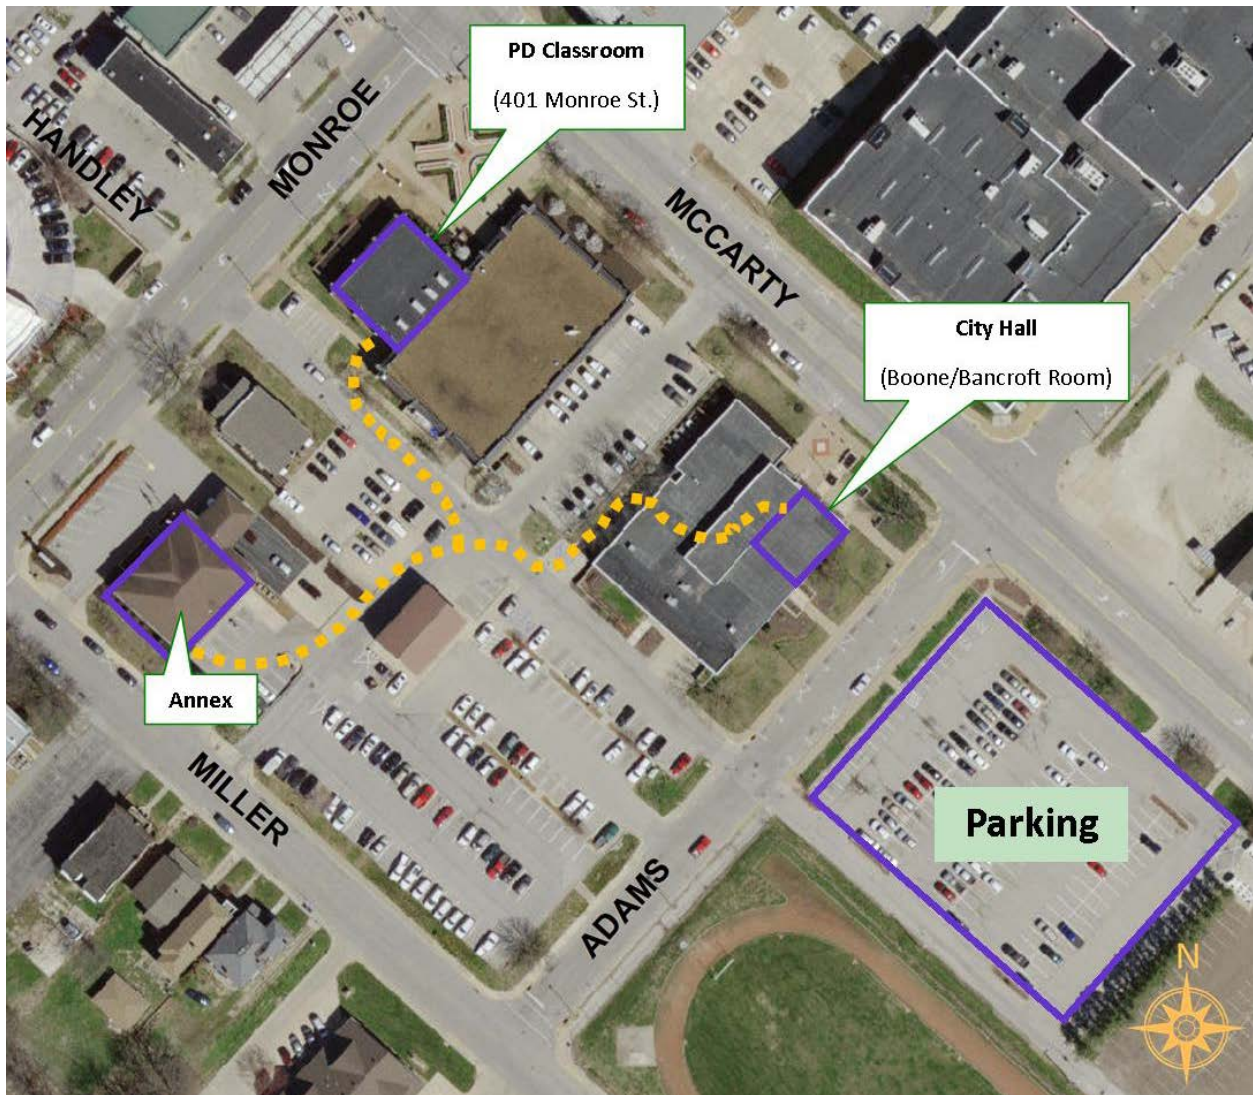 PD Classroom
(401 Monroe St.)
HANDLEY
MONROE
MCCARTY
City Hall
(Boone/Bancroft Room)
Annex
MILLER
ADAMS
Parking
N